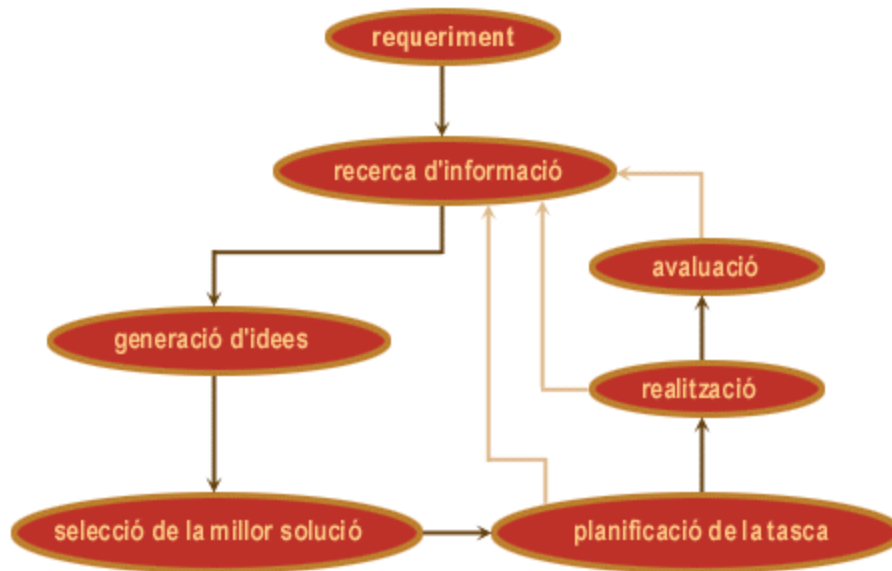 requeriment
recerca d'informació
avaluació
generació d'idees
realització
selecció de la millor solució
planificació de la tasca